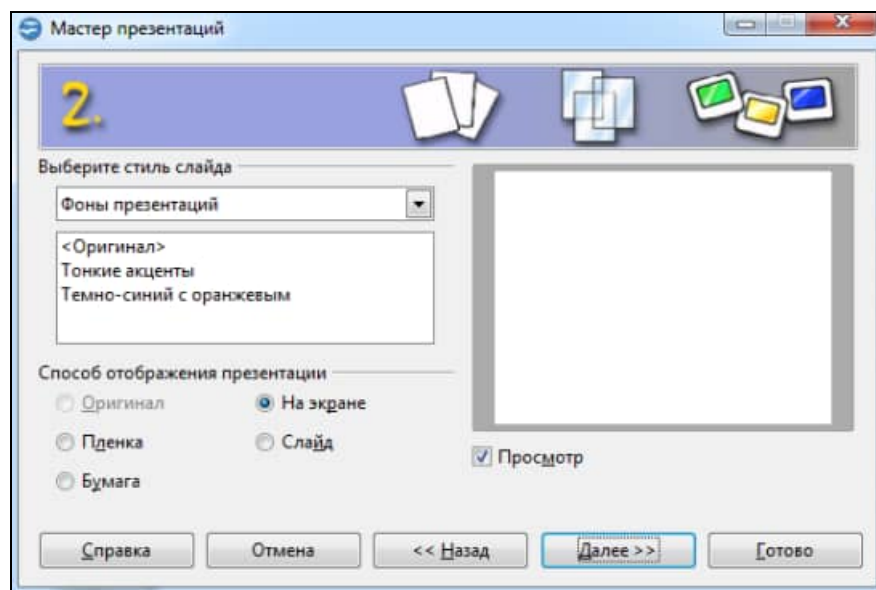 Мастер презентаций
2.
Выберите стиль слайда
Фоны презентаций
<Оригинал>
Тонкие акценты
Темно-синий с оранжевым
Способ отображения презентации
Оригинал На экране
Пленка Слайд
Бумага
Просмотр
Справка Отмена << Назад Далее >> Готово